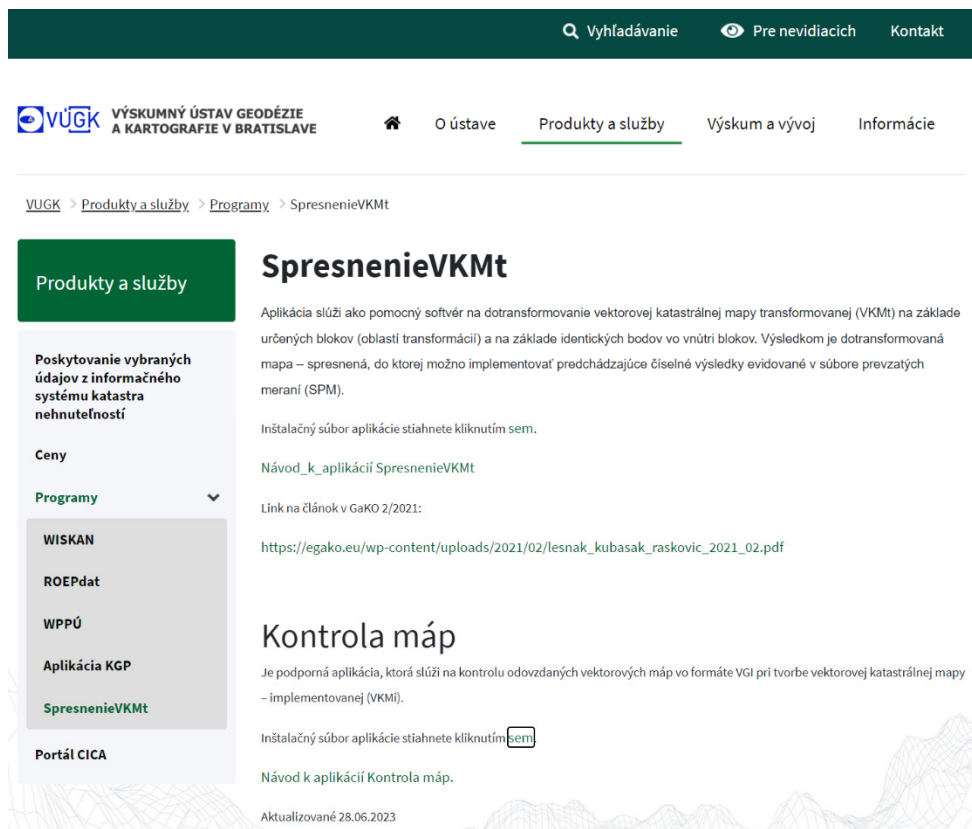 Vyhľadávanie Pre nevidiacich Kontakt
VÚGK VÝSKUMNÝ ÚSTAV GEODÉZIE
A KARTOGRAFIE V BRATISLAVE
O ústave Produkty a služby Výskum a vývoj Informácie
VUGK > Produkty a služby > Programy > SpresnenieVKMt
Produkty a služby
Poskytovanie vybraných
údajov z informačného
systému katastra
nehnuteľností
Ceny
Programy
WISKAN
ROEPdat
WPPÚ
Aplikácia KGP
SpresnenieVKMt
Portál CICA
SpresnenieVKMt
Aplikácia slúži ako pomocný softvér na dotransformovanie vektorovej katastrálnej mapy transformovanej (VKMt) na základe
určených blokov (oblastí transformácií) a na základe identických bodov vo vnútri blokov. Výsledkom je dotransformovaná
mapa – spresnená, do ktorej možno implementovať predchádzajúce číselné výsledky evidované v súbore prevzatých
meraní (SPM).
Inštalačný súbor aplikácie stiahnete kliknutím sem.
Návod_k_aplikácií SpresnenieVKMt
Link na článok v GaKO 2/2021:
https://egako.eu/wp-content/uploads/2021/02/lesnak_kubasak_raskovic_2021_02.pdf
Kontrola máp
Je podporná aplikácia, ktorá slúži na kontrolu odovzdaných vektorových máp vo formáte VGI pri tvorbe vektorovej katastrálnej mapy
– implementovanej (VKMi).
Inštalačný súbor aplikácie stiahnete kliknutím sem.
Návod k aplikácií Kontrola máp.
Aktualizované 28.06.2023